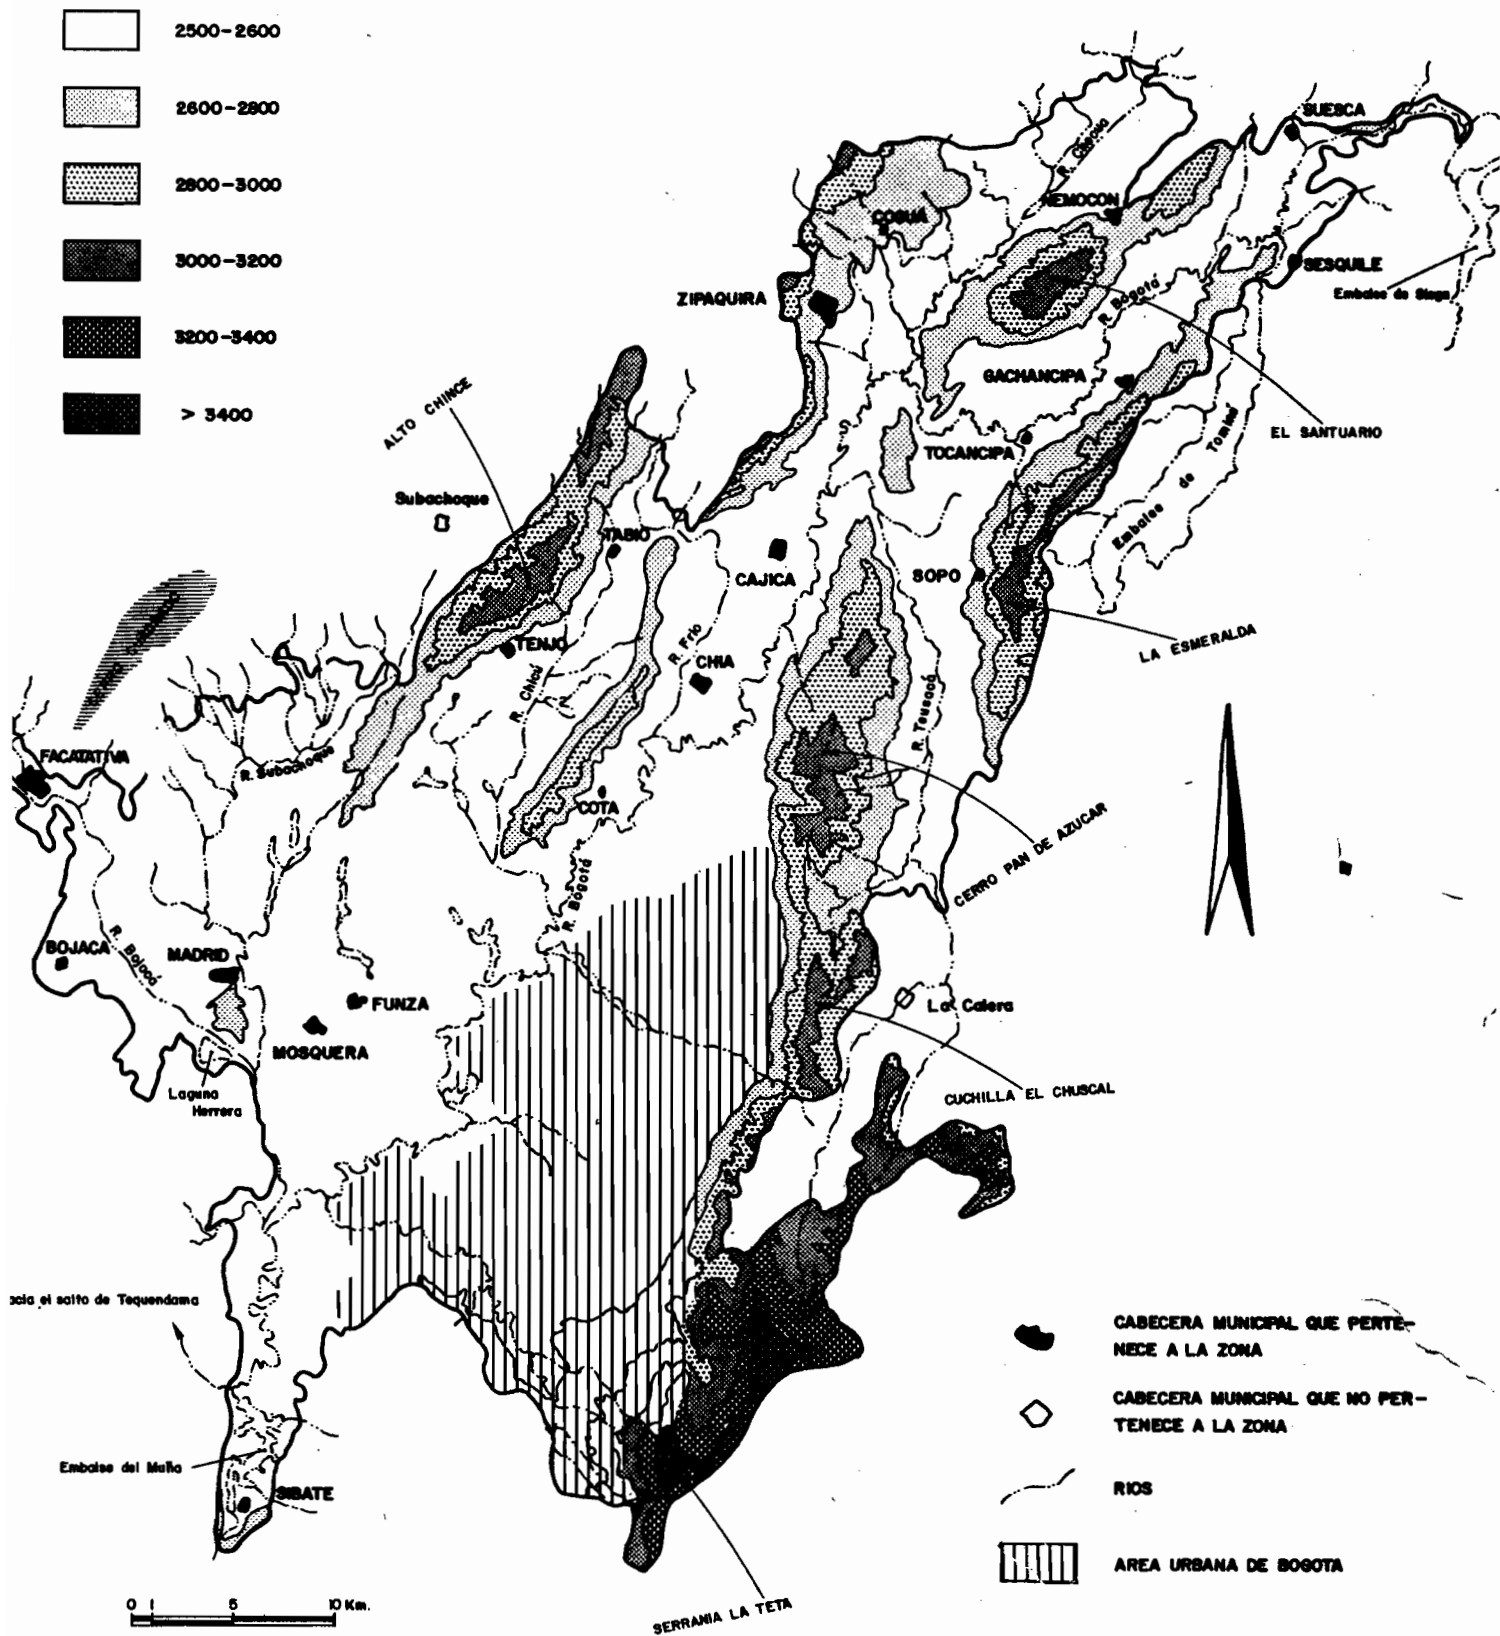 2500-2600
2600-2800
2800-3000
3000-3200
3200-3400
> 3400
SUESCA
R. Checua
NEMOCON
COGUÁ
SESQUILE
Embalse de Sisga
ZIPAQUIRA
R. Bogotá
GACHANCIPA
ALTO CHINCE
EL SANTUARIO
TOCANCIPA
Subachoque
Embalse de Tominé
TABIO
CAJICA
SOPO
LA ESMERALDA
TENJO
R. Frío
CHIA
R. Chicú
R. Teusacá
FACATATIVA
R. Subachoque
COTA
CERRO PAN DE AZUCAR
R. Bogotá
BOJACA
R. Bojacá
MADRID
FUNZA
La Calera
MOSQUERA
Laguna
Herrera
CUCHILLA EL CHUSCAL
acia el salto de Tequendama
CABECERA MUNICIPAL QUE PERTE-
NECE A LA ZONA
CABECERA MUNICIPAL QUE NO PER-
TENECE A LA ZONA
Embalse del Muña
SIBATE
RIOS
AREA URBANA DE BOGOTA
0 1 5 10 Km.
SERRANIA LA TETA